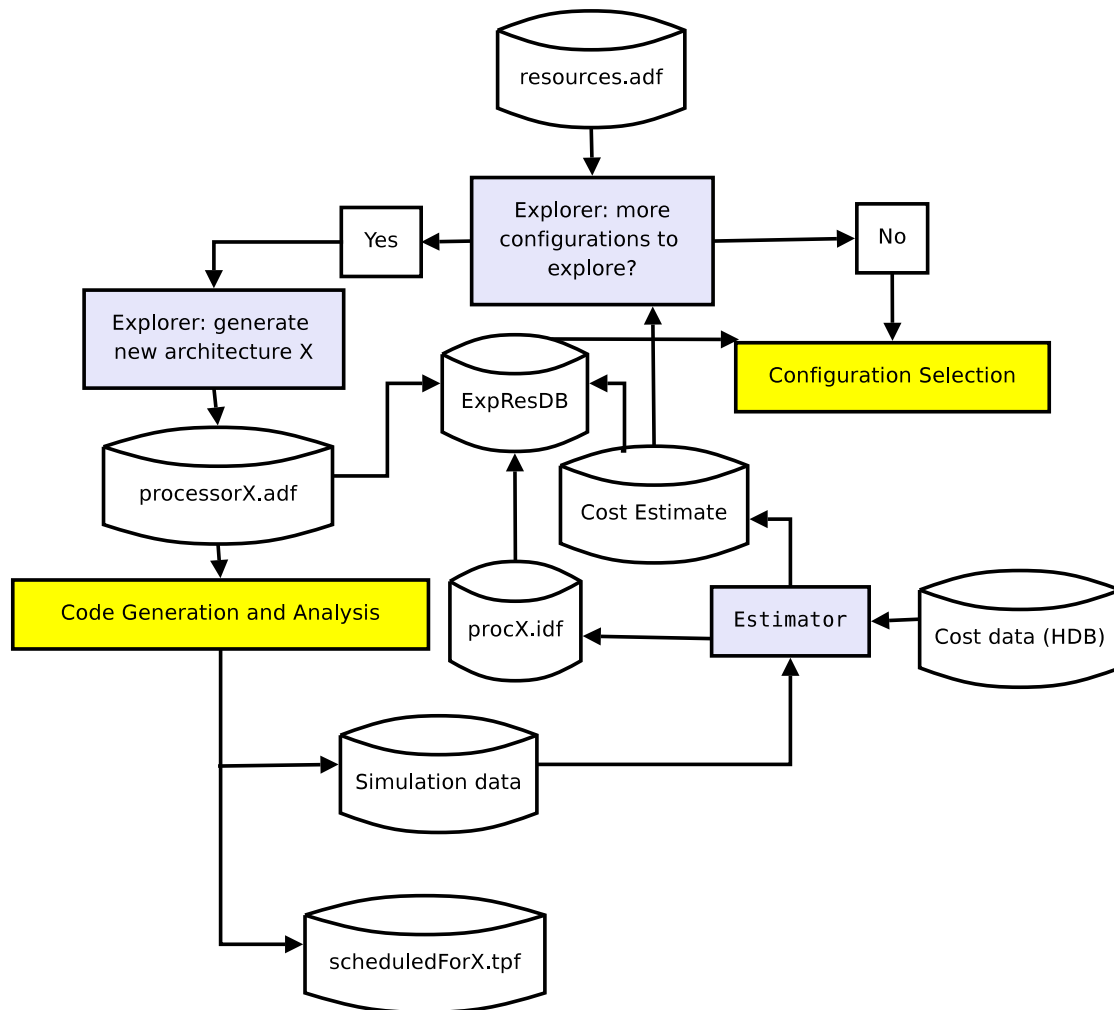 resources.adf
Explorer: more
configurations to
explore?
Yes
No
Explorer: generate
new architecture X
Configuration Selection
ExpResDB
processorX.adf
Cost Estimate
Code Generation and Analysis
procX.idf
Estimator
Cost data (HDB)
Simulation data
scheduledForX.tpf